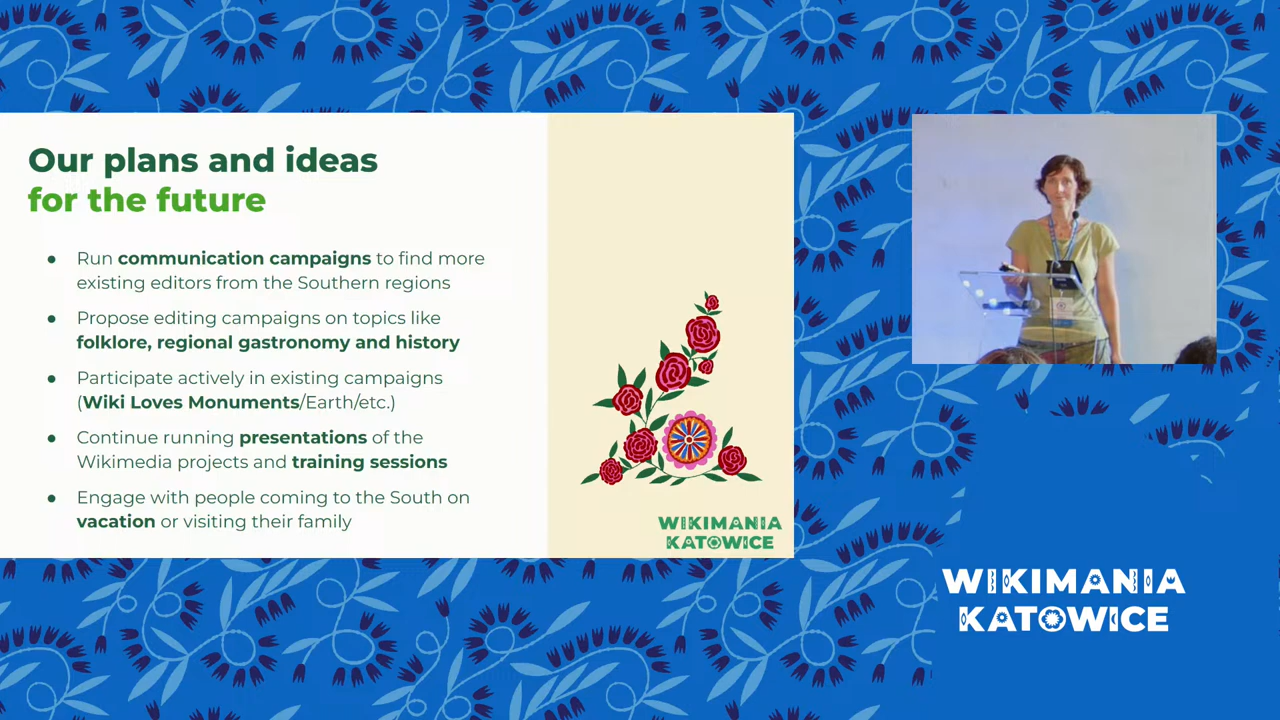 Our plans and ideas
for the future
● Run communication campaigns to find more
existing editors from the Southern regions
● Propose editing campaigns on topics like
folklore, regional gastronomy and history
● Participate actively in existing campaigns
(Wiki Loves Monuments/Earth/etc.)
● Continue running presentations of the
Wikimedia projects and training sessions
● Engage with people coming to the South on
vacation or visiting their family
WIKIMANIA
KATOWICE
WIKIMANIA
KATOWICE